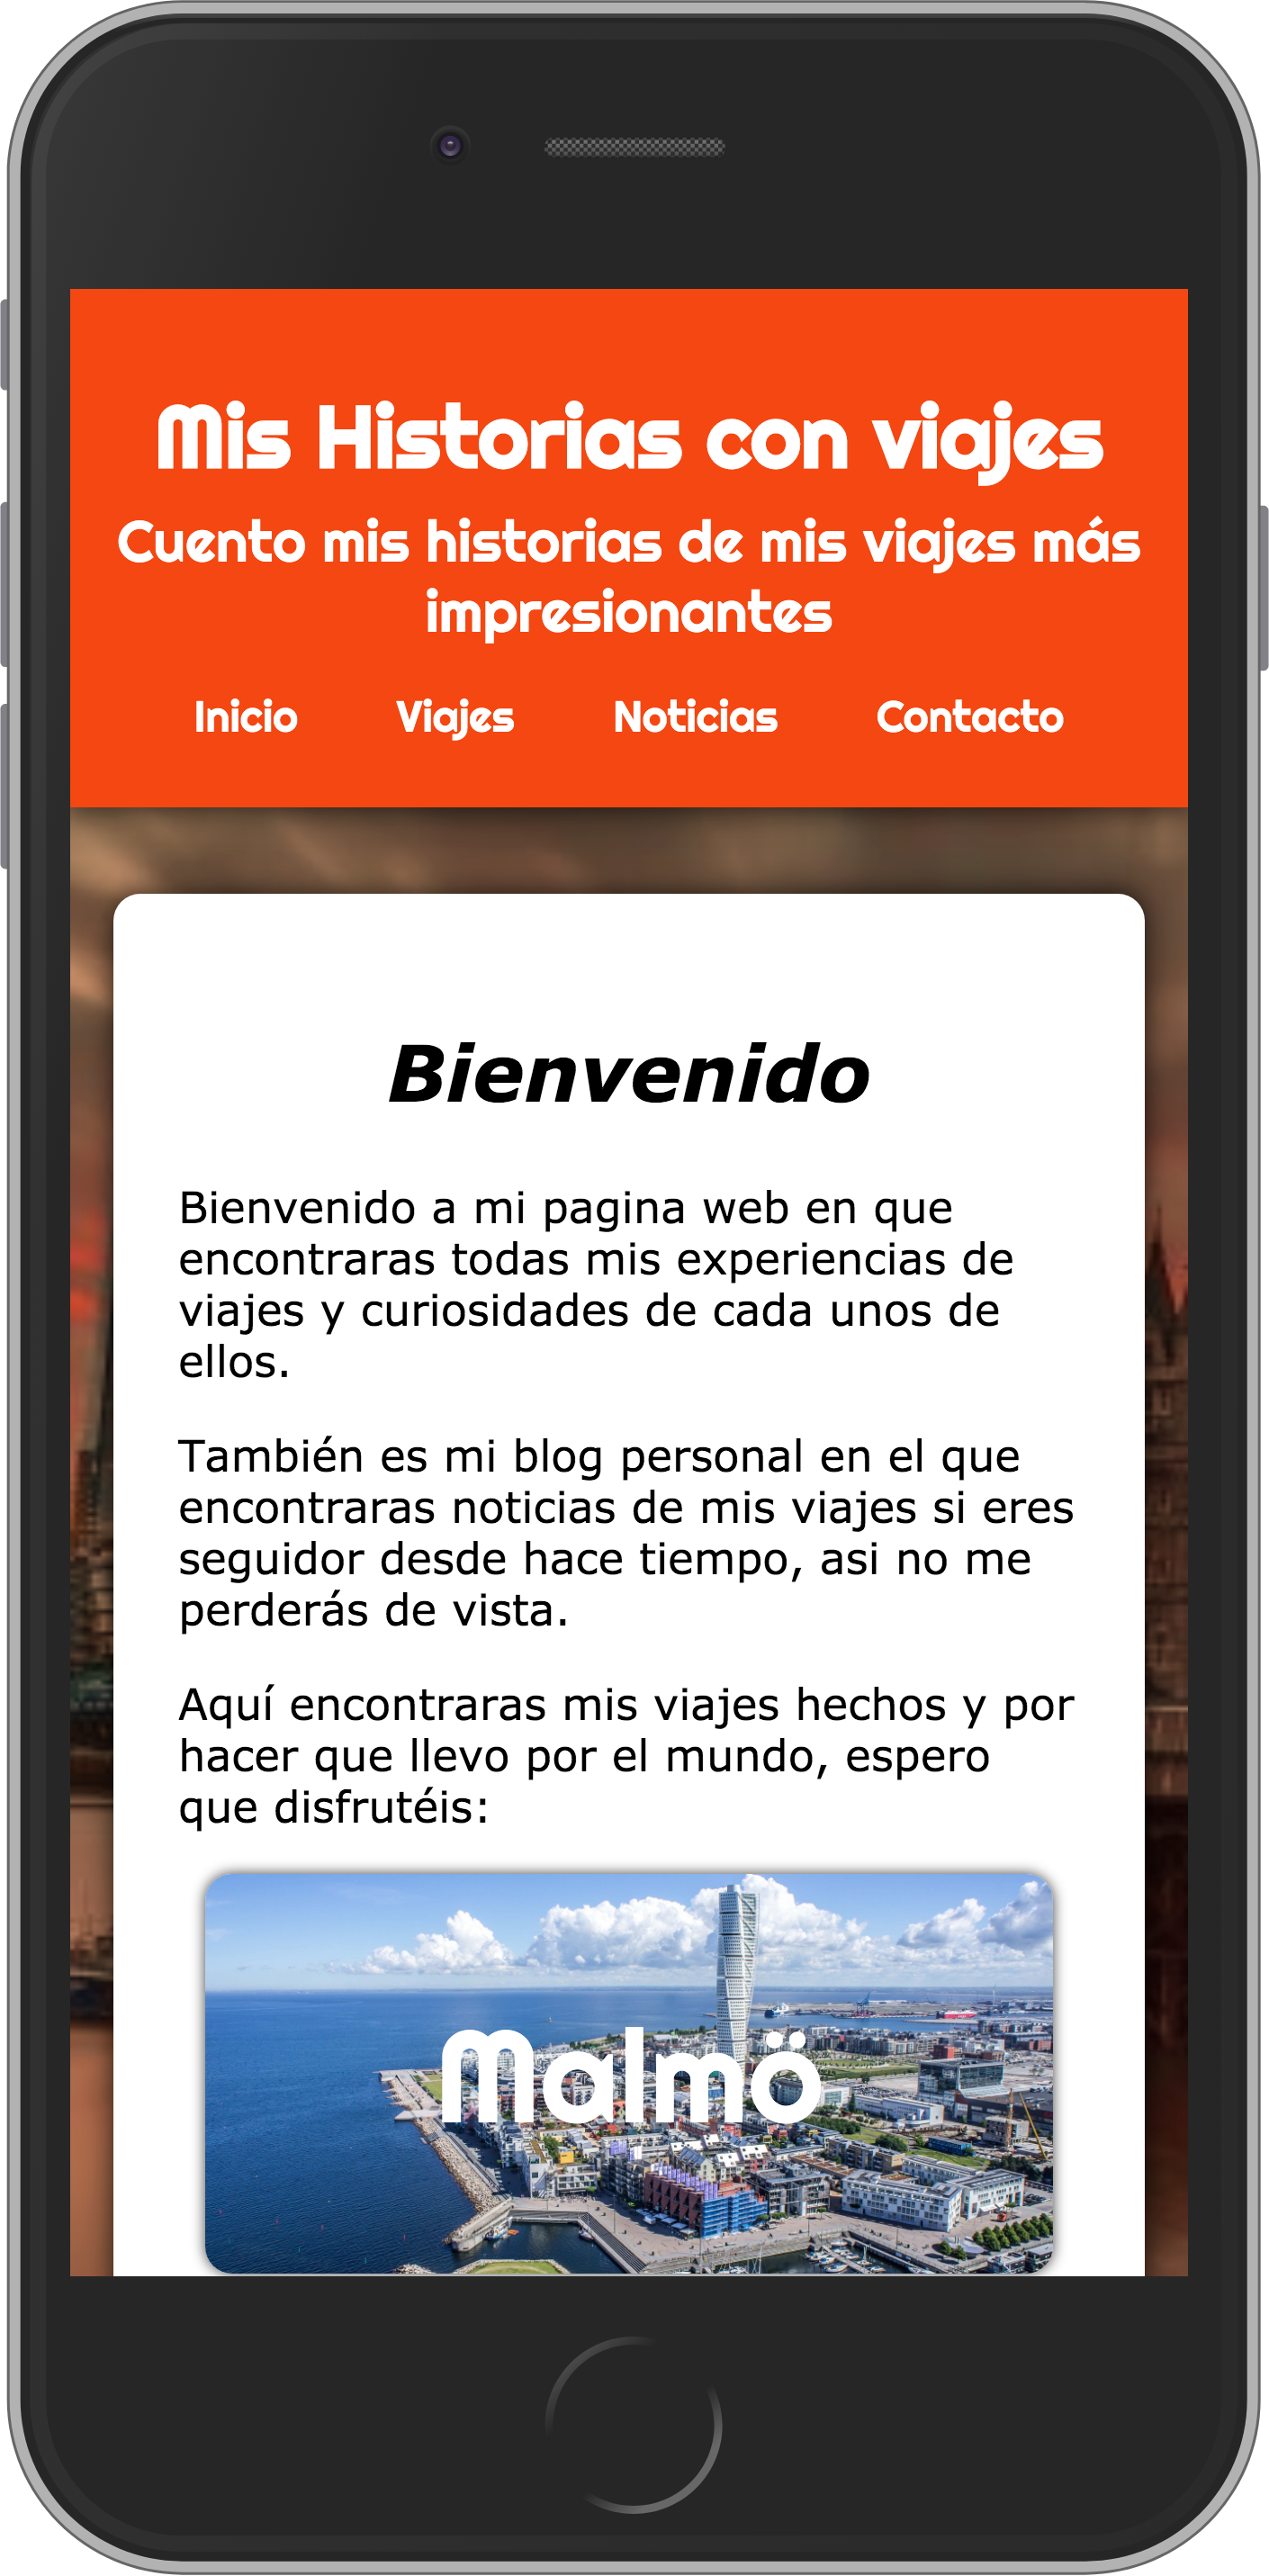 Mis Historias con viajes
Cuento mis historias de mis viajes más
impresionantes
Inicio Viajes Noticias Contacto
Bienvenido
Bienvenido a mi pagina web en que
encontraras todas mis experiencias de
viajes y curiosidades de cada unos de
ellos.
También es mi blog personal en el que
encontraras noticias de mis viajes si eres
seguidor desde hace tiempo, asi no me
perderás de vista.
Aquí encontraras mis viajes hechos y por
hacer que llevo por el mundo, espero
que disfrutéis:
Malmö